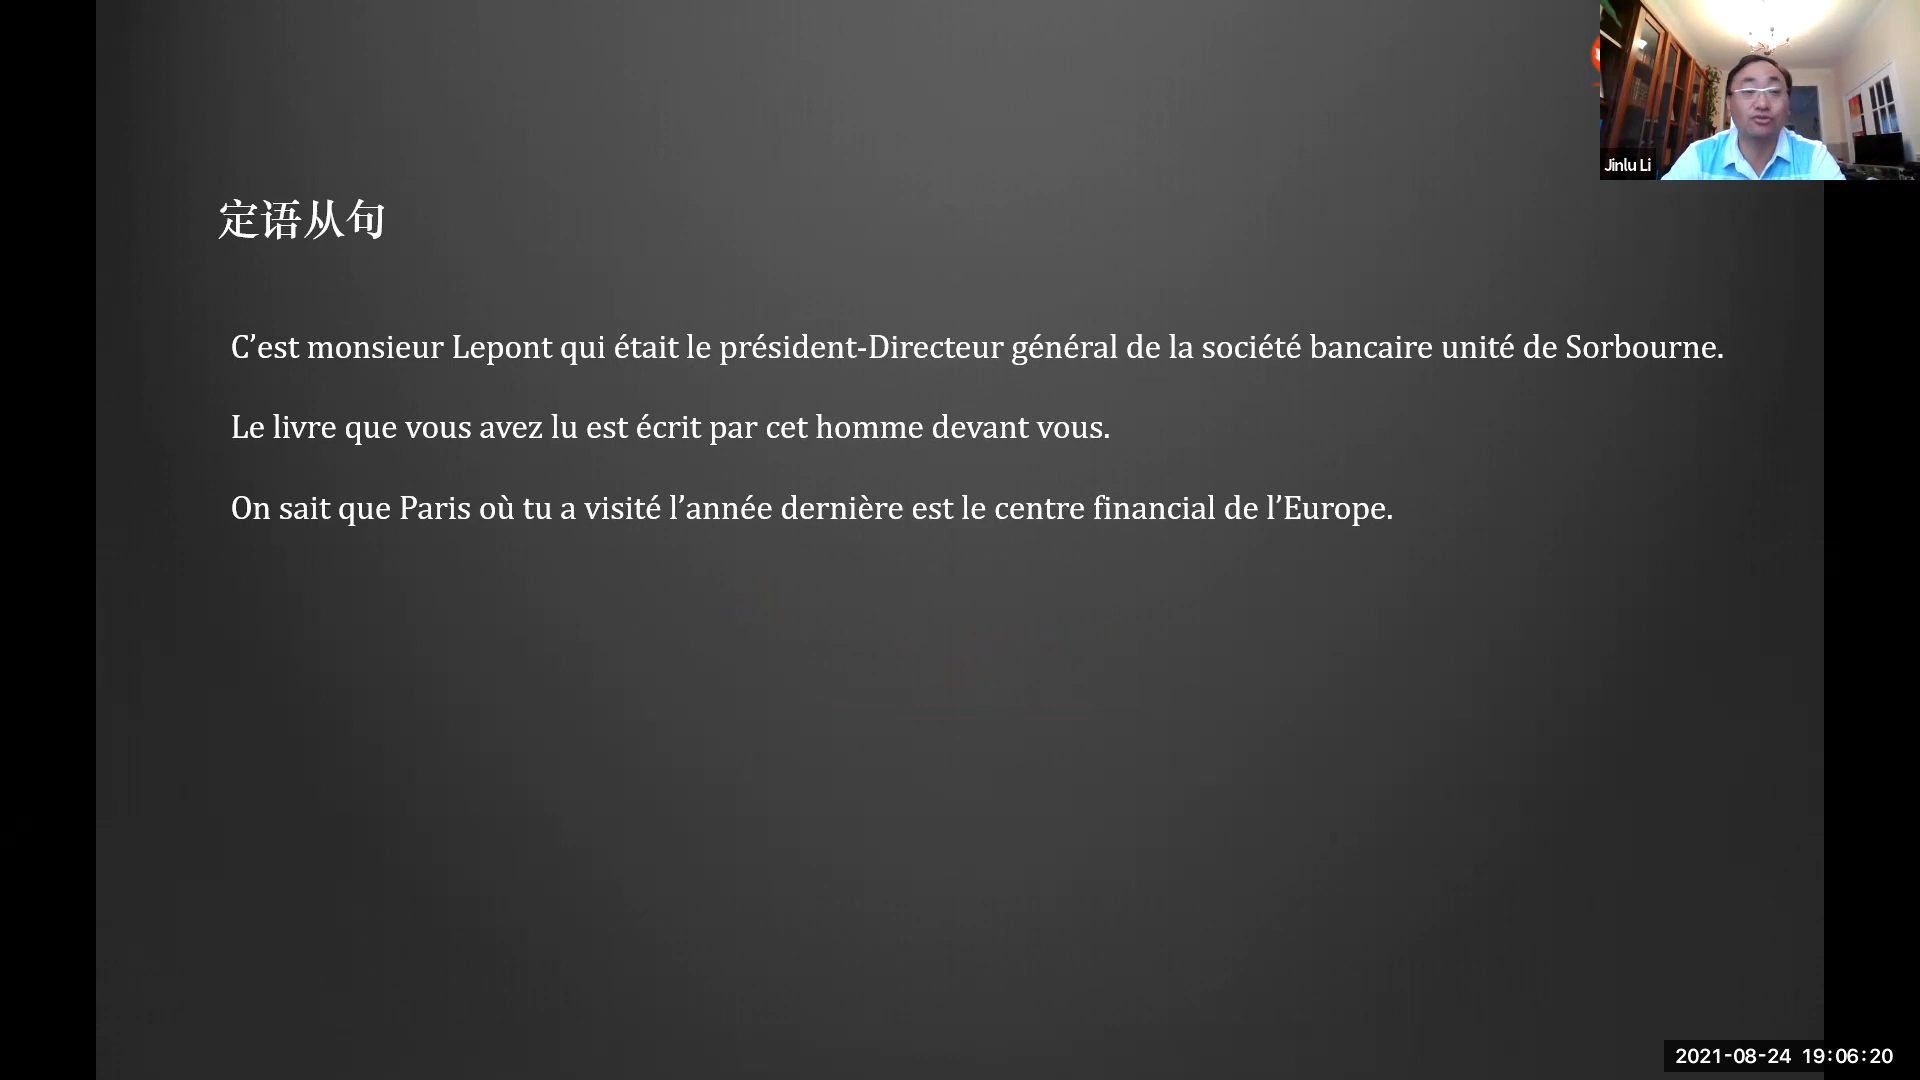 Jinlu Li
定语从句
C’est monsieur Lepont qui était le président-Directeur général de la société bancaire unité de Sorbourne.
Le livre que vous avez lu est écrit par cet homme devant vous.
On sait que Paris où tu a visité l’année dernière est le centre financial de l’Europe.
2021-08-24 19:06:20